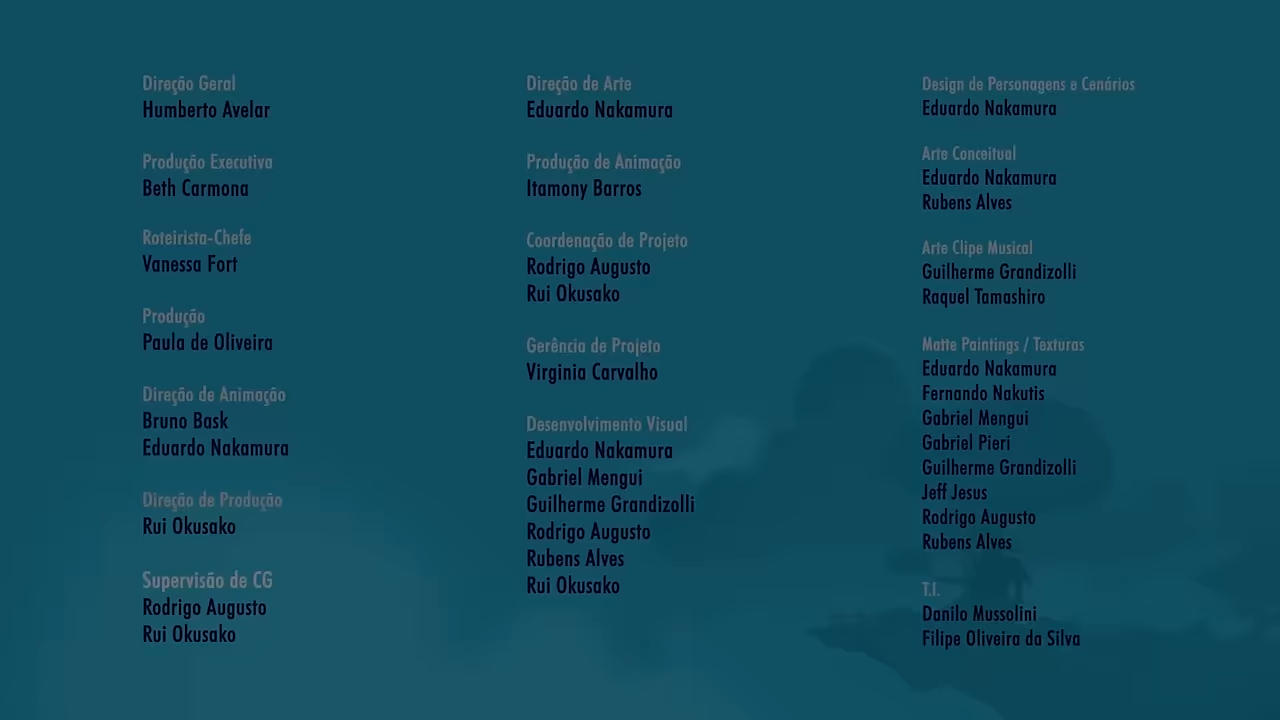 Direção Geral
Humberto Avelar
Produção Executiva
Beth Carmona
Roteirista-Chefe
Vanessa Fort
Produção
Paula de Oliveira
Direção de Animação
Bruno Bask
Eduardo Nakamura
Direção de Produção
Rui Okusako
Supervisão de CG
Rodrigo Augusto
Rui Okusako
Direção de Arte
Eduardo Nakamura
Produção de Animação
Itamony Barros
Coordenação de Projeto
Rodrigo Augusto
Rui Okusako
Gerência de Projeto
Virginia Carvalho
Desenvolvimento Visual
Eduardo Nakamura
Gabriel Mengui
Guilherme Grandizolli
Rodrigo Augusto
Rubens Alves
Rui Okusako
Design de Personagens e Cenários
Eduardo Nakamura
Arte Conceitual
Eduardo Nakamura
Rubens Alves
Arte Clipe Musical
Guilherme Grandizolli
Raquel Tamashiro
Matte Paintings / Texturas
Eduardo Nakamura
Fernando Nakutis
Gabriel Mengui
Gabriel Pieri
Guilherme Grandizolli
Jeff Jesus
Rodrigo Augusto
Rubens Alves
T.I.
Danilo Mussolini
Filipe Oliveira da Silva